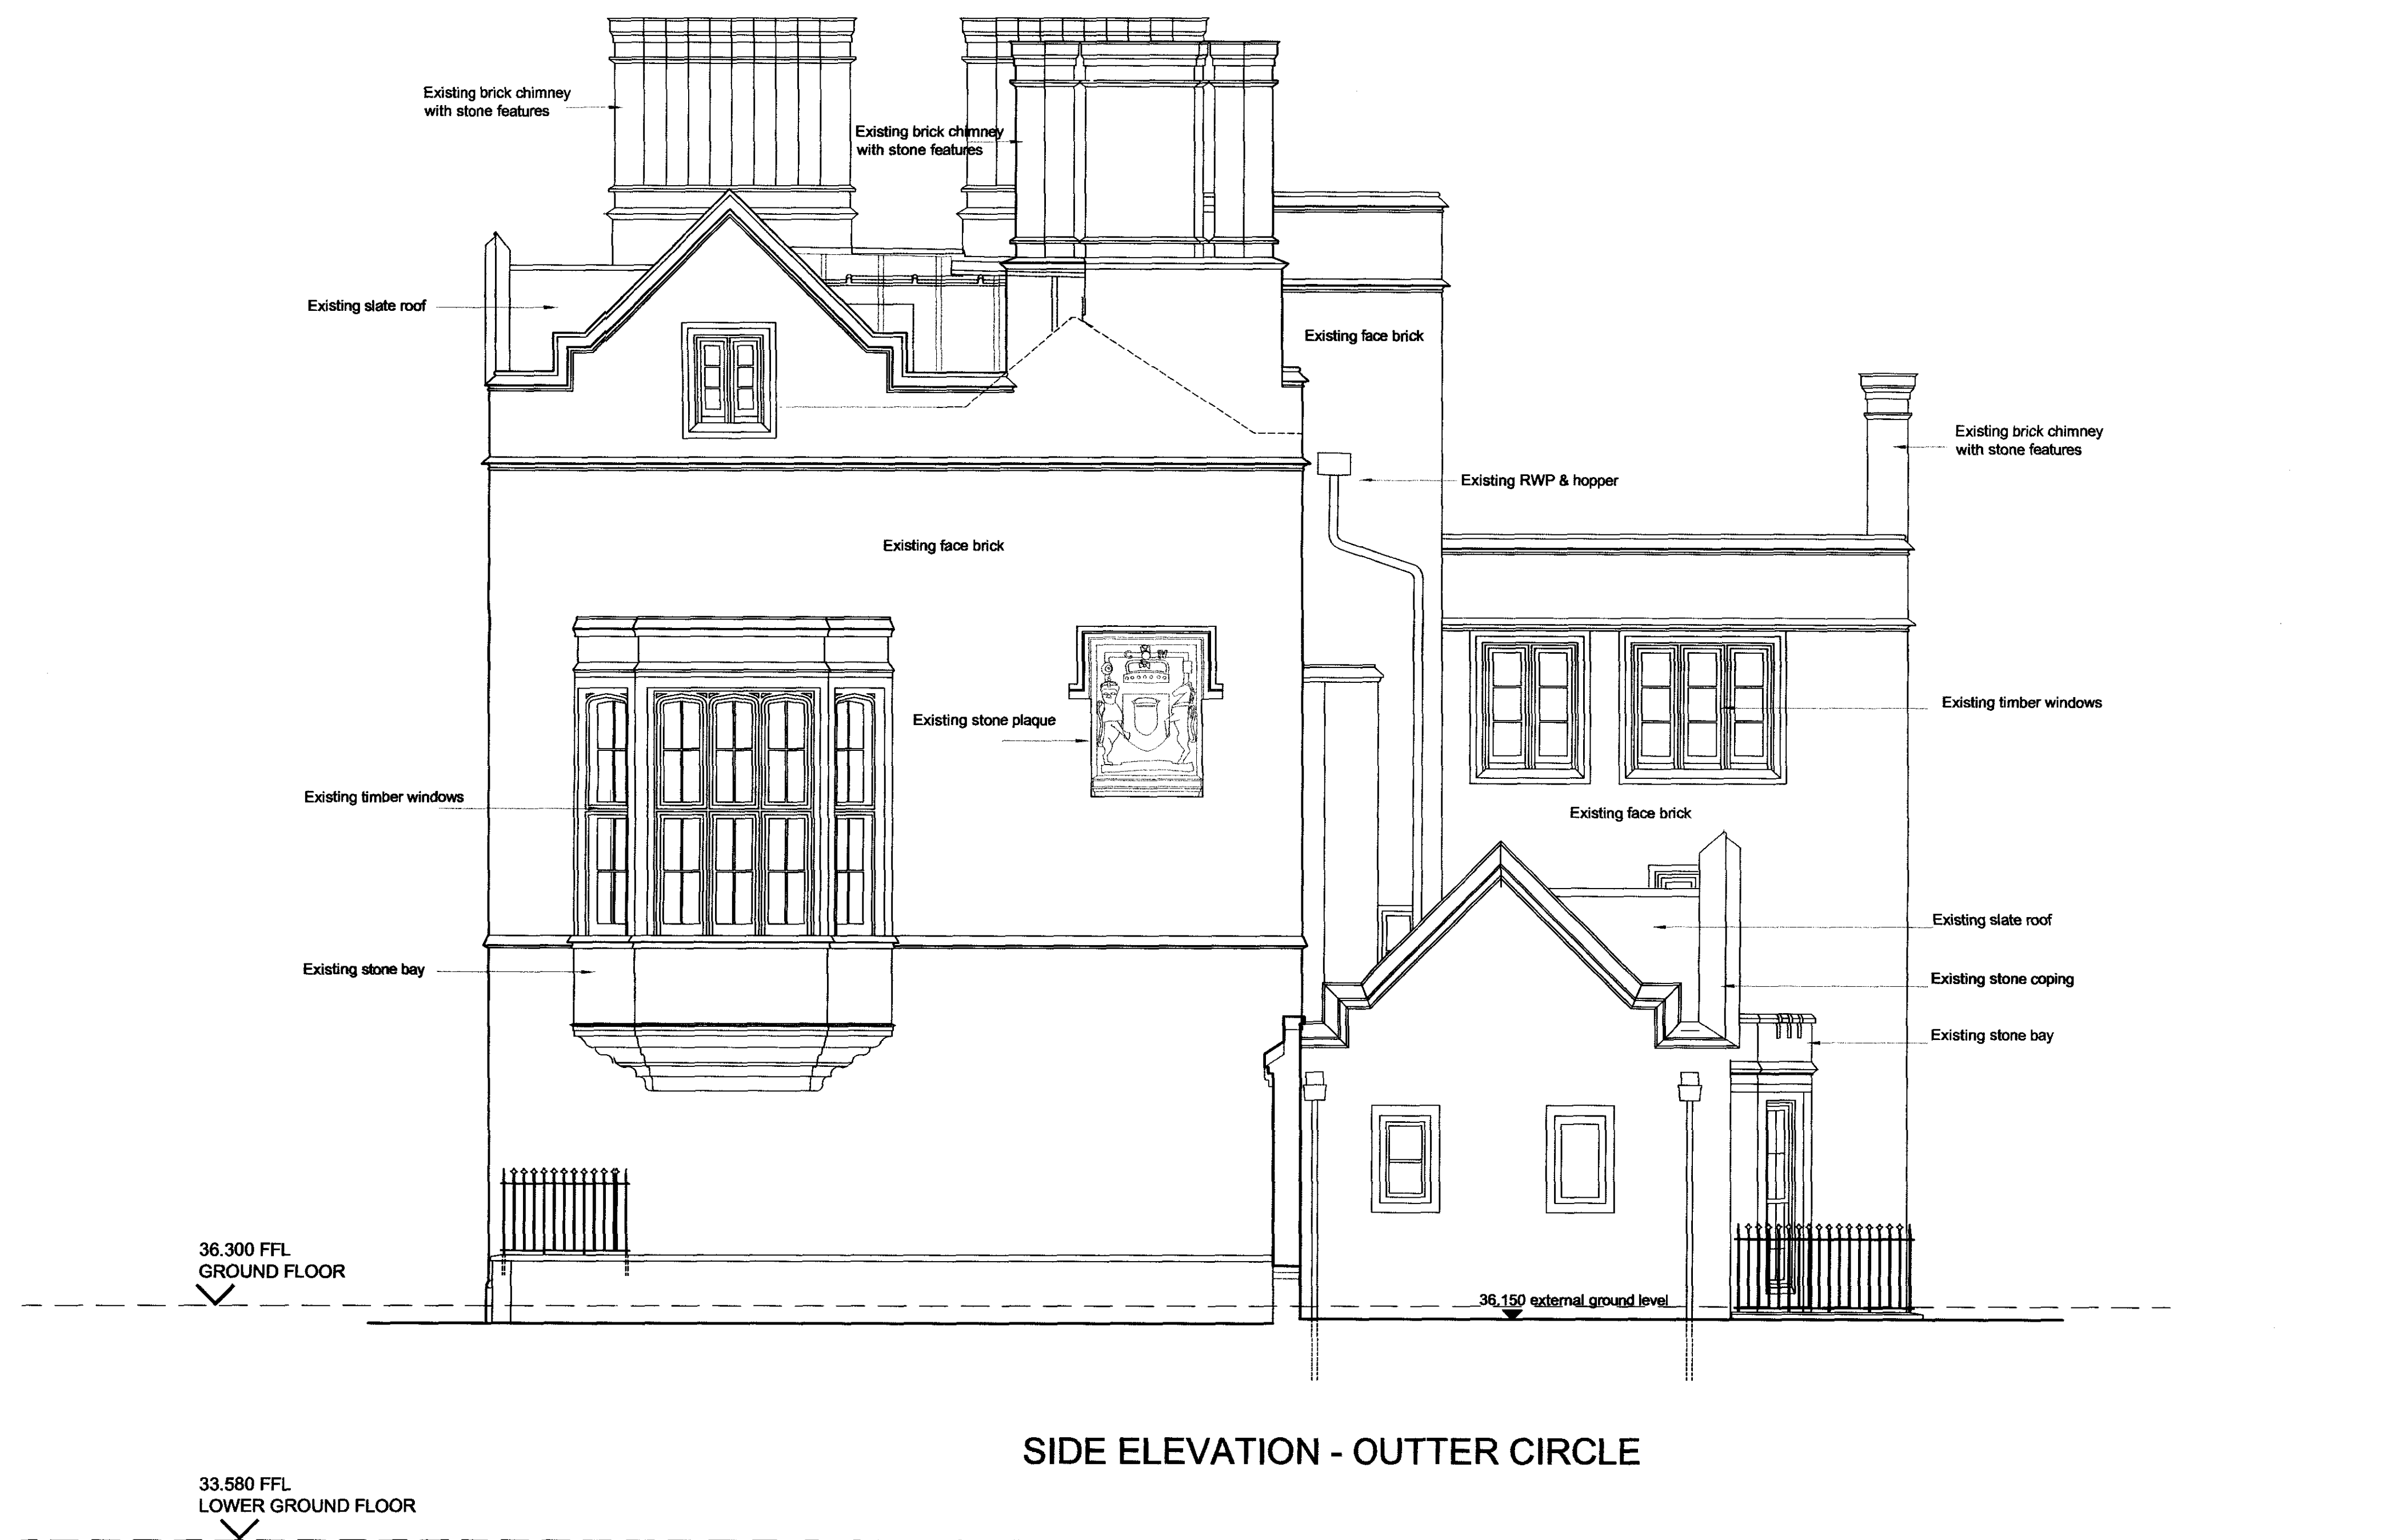 Existing brick chimney
with stone features
Existing brick chimney
with stone features
Existing slate roof
Existing face brick
Existing brick chimney
with stone features
Existing RWP & hopper
Existing face brick
Existing stone plaque
Existing timber windows
Existing timber windows
Existing face brick
Existing slate roof
Existing stone bay
Existing stone coping
Existing stone bay
36.300 FFL
GROUND FLOOR
36.150 external ground level
SIDE ELEVATION - OUTTER CIRCLE
33.580 FFL
LOWER GROUND FLOOR